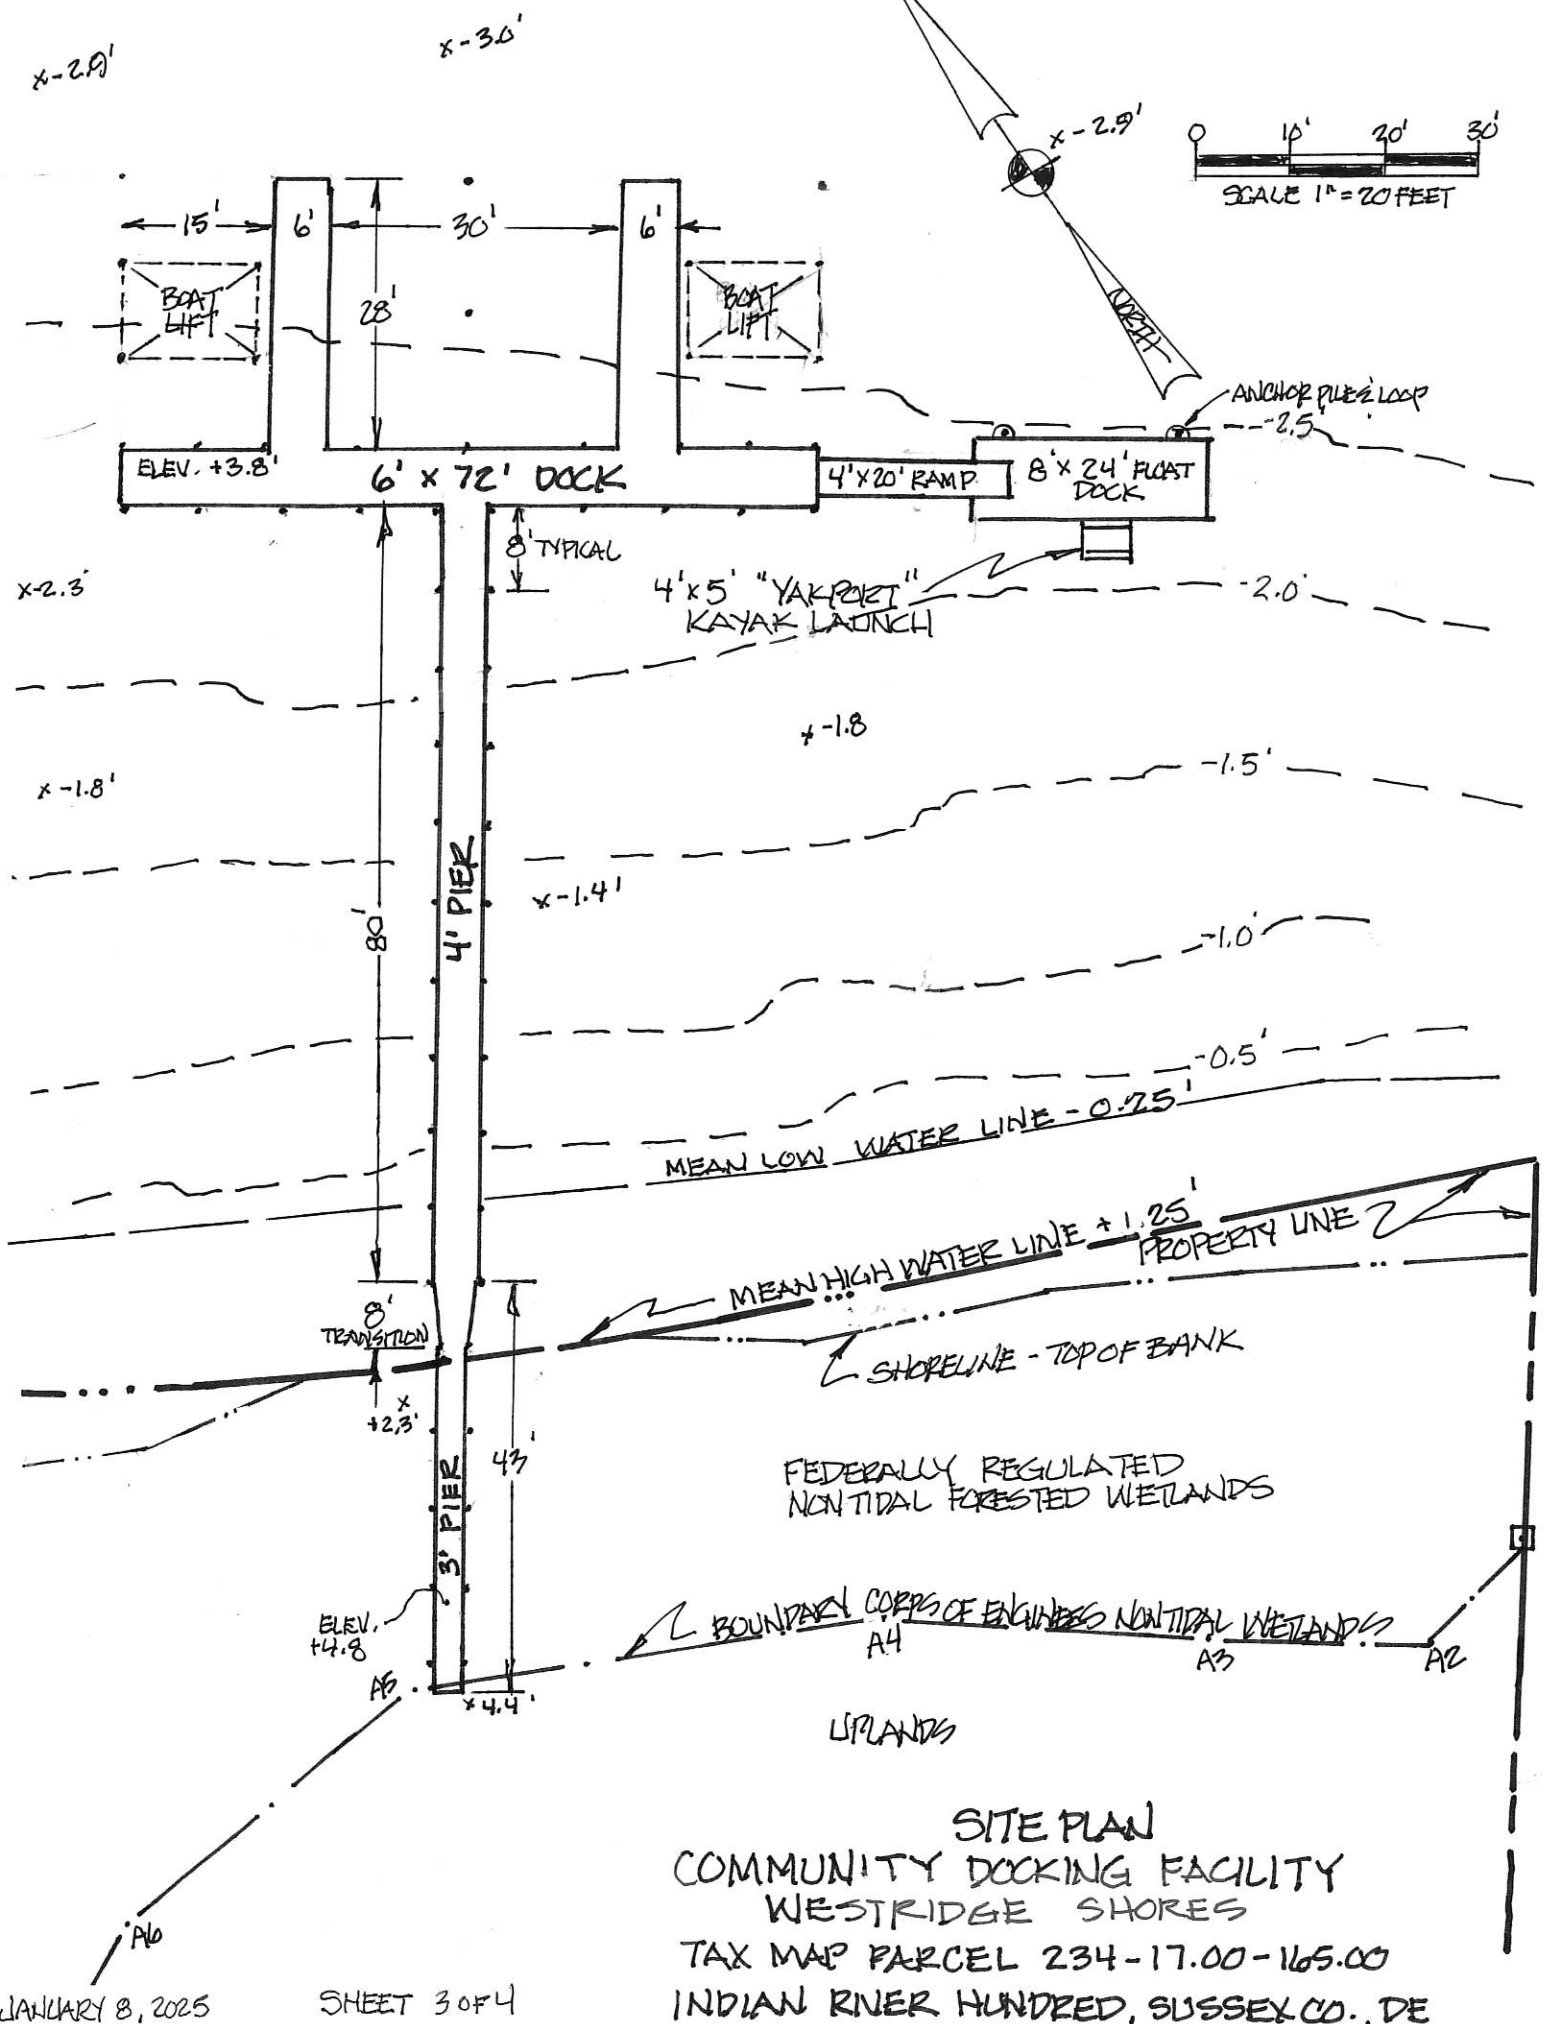 x-2.9'
x-3.0'
x-2.9'
0 10' 20' 30'
SCALE 1" = 20 FEET
15' 6' 30' 6'
BOAT
LIFT
28'
BOAT
LIFT
NORTH
ANCHOR PILE & LOOP
-2.5'
ELEV. +3.8'
6' x 72' DOCK
4'x20' RAMP
8' x 24' FLOAT
DOCK
8' TYPICAL
x-2.3'
4'x5' "YAKPORT"
KAYAK LAUNCH
-2.0'
x-1.8
x-1.8'
-1.5'
4' PIER
x-1.4'
80'
-1.0'
-0.5'
MEAN LOW WATER LINE -0.25'
MEAN HIGH WATER LINE +1.25'
PROPERTY LINE
8'
TRANSITION
SHORELINE - TOP OF BANK
x
+2.3'
43'
3' PIER
FEDERALLY REGULATED
NONTIDAL FORESTED WETLANDS
ELEV.
+4.8
BOUNDARY CORPS OF ENGINEERS NONTIDAL WETLANDS
A4
A3
A2
A5
x 4.4'
UPLANDS
A6
SITE PLAN
COMMUNITY DOCKING FACILITY
WESTRIDGE SHORES
TAX MAP PARCEL 234-17.00-165.00
INDIAN RIVER HUNDRED, SUSSEX CO., DE
JANUARY 8, 2025
SHEET 3 OF 4